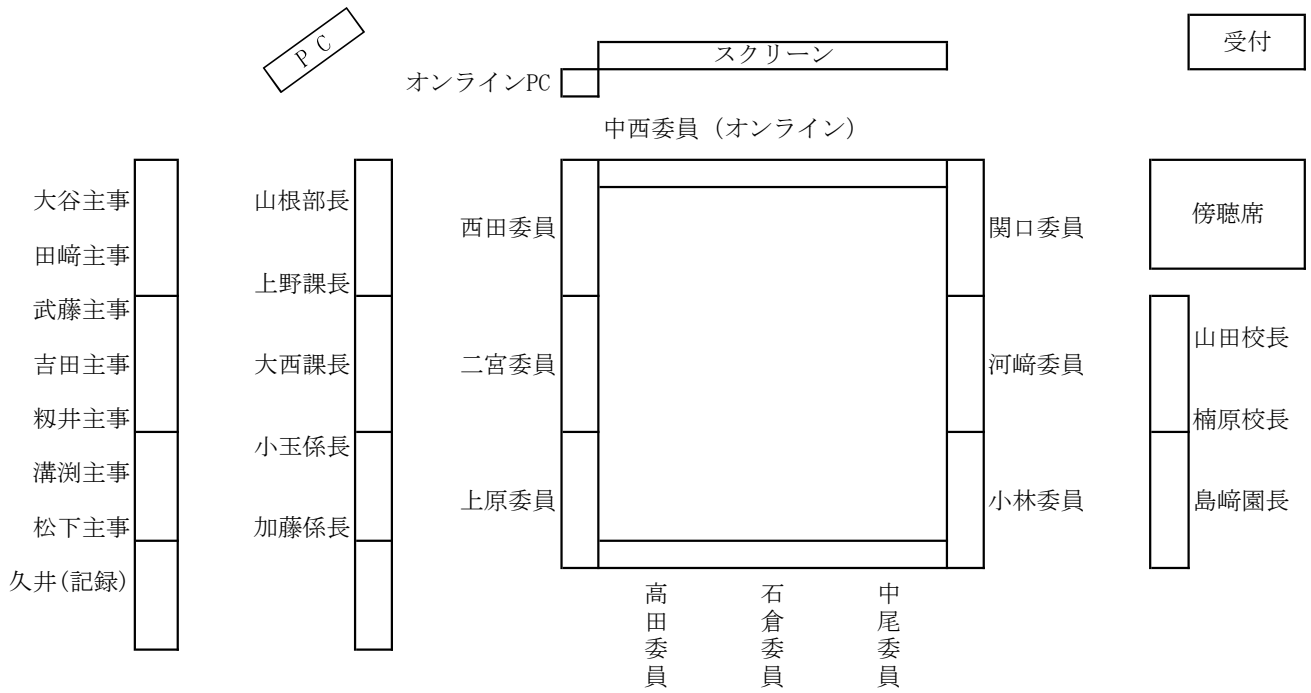 ＰＣ
スクリーン
受付
オンラインPC
中西委員（オンライン）
大谷主事
田﨑主事
武藤主事
吉田主事
籾井主事
溝渕主事
松下主事
久井(記録)
山根部長
上野課長
大西課長
小玉係長
加藤係長
西田委員
二宮委員
上原委員
関口委員
河﨑委員
小林委員
高田委員
石倉委員
中尾委員
傍聴席
山田校長
楠原校長
島﨑園長